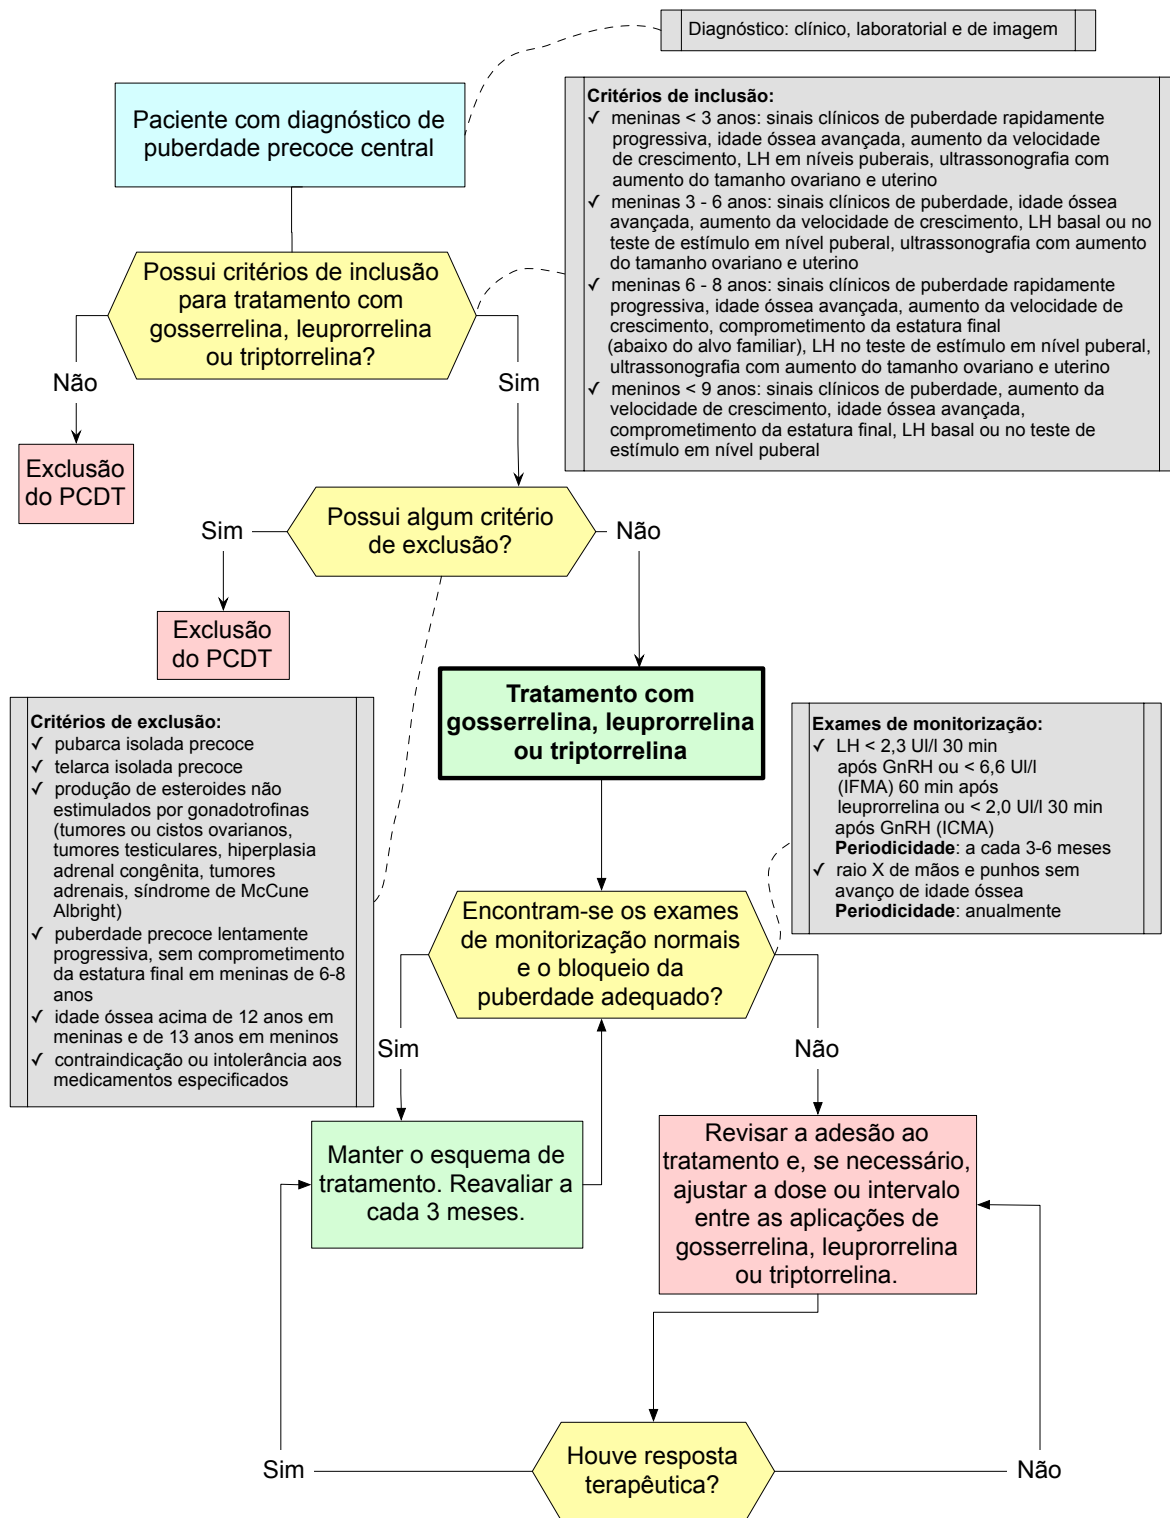 Diagnóstico: clínico, laboratorial e de imagem
Paciente com diagnóstico de
puberdade precoce central
Critérios de inclusão:
✓ meninas < 3 anos: sinais clínicos de puberdade rapidamente
progressiva, idade óssea avançada, aumento da velocidade
de crescimento, LH em níveis puberais, ultrassonografia com
aumento do tamanho ovariano e uterino
✓ meninas 3 - 6 anos: sinais clínicos de puberdade, idade óssea
avançada, aumento da velocidade de crescimento, LH basal ou no
teste de estímulo em nível puberal, ultrassonografia com aumento
do tamanho ovariano e uterino
✓ meninas 6 - 8 anos: sinais clínicos de puberdade rapidamente
progressiva, idade óssea avançada, aumento da velocidade de
crescimento, comprometimento da estatura final
(abaixo do alvo familiar), LH no teste de estímulo em nível puberal,
ultrassonografia com aumento do tamanho ovariano e uterino
✓ meninos < 9 anos: sinais clínicos de puberdade, aumento da
velocidade de crescimento, idade óssea avançada,
comprometimento da estatura final, LH basal ou no teste de
estímulo em nível puberal
Possui critérios de inclusão
para tratamento com
gosserrelina, leuprorrelina
ou triptorrelina?
Não
Sim
Exclusão
do PCDT
Possui algum critério
de exclusão?
Sim
Não
Exclusão
do PCDT
Tratamento com
gosserrelina, leuprorrelina
ou triptorrelina
Critérios de exclusão:
✓ pubarca isolada precoce
✓ telarca isolada precoce
✓ produção de esteroides não
estimulados por gonadotrofinas
(tumores ou cistos ovarianos,
tumores testiculares, hiperplasia
adrenal congênita, tumores
adrenais, síndrome de McCune
Albright)
✓ puberdade precoce lentamente
progressiva, sem comprometimento
da estatura final em meninas de 6-8
anos
✓ idade óssea acima de 12 anos em
meninas e de 13 anos em meninos
✓ contraindicação ou intolerância aos
medicamentos especificados
Exames de monitorização:
✓ LH < 2,3 UI/l 30 min
após GnRH ou < 6,6 UI/l
(IFMA) 60 min após
leuprorrelina ou < 2,0 UI/l 30 min
após GnRH (ICMA)
Periodicidade: a cada 3-6 meses
✓ raio X de mãos e punhos sem
avanço de idade óssea
Periodicidade: anualmente
Encontram-se os exames
de monitorização normais
e o bloqueio da
puberdade adequado?
Sim
Não
Manter o esquema de
tratamento. Reavaliar a
cada 3 meses.
Revisar a adesão ao
tratamento e, se necessário,
ajustar a dose ou intervalo
entre as aplicações de
gosserrelina, leuprorrelina
ou triptorrelina.
Houve resposta
terapêutica?
Sim
Não